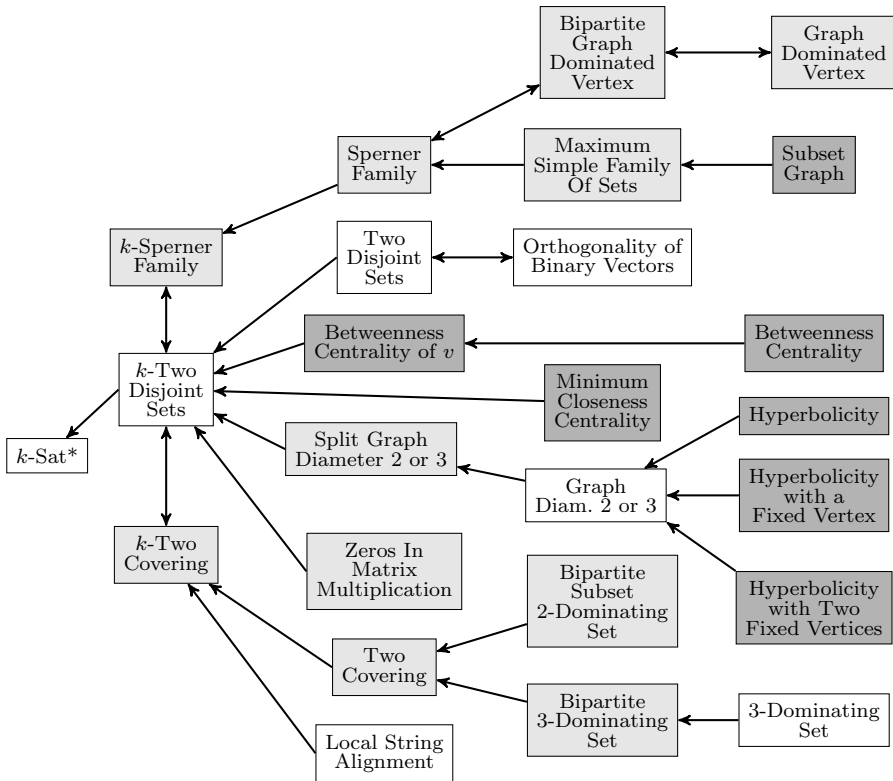 Bipartite
Graph
Dominated
Vertex
Graph
Dominated
Vertex
Sperner
Family
Maximum
Simple Family
Of Sets
Subset
Graph
k-Sperner
Family
Two
Disjoint
Sets
Orthogonality of
Binary Vectors
Betweenness
Centrality of v
Betweenness
Centrality
k-Two
Disjoint
Sets
Minimum
Closeness
Centrality
Hyperbolicity
k-Sat*
Split Graph
Diameter 2 or 3
Graph
Diam. 2 or 3
Hyperbolicity
with a
Fixed Vertex
k-Two
Covering
Zeros In
Matrix
Multiplication
Bipartite
Subset
2-Dominating
Set
Hyperbolicity
with Two
Fixed Vertices
Two
Covering
Bipartite
3-Dominating
Set
3-Dominating
Set
Local String
Alignment